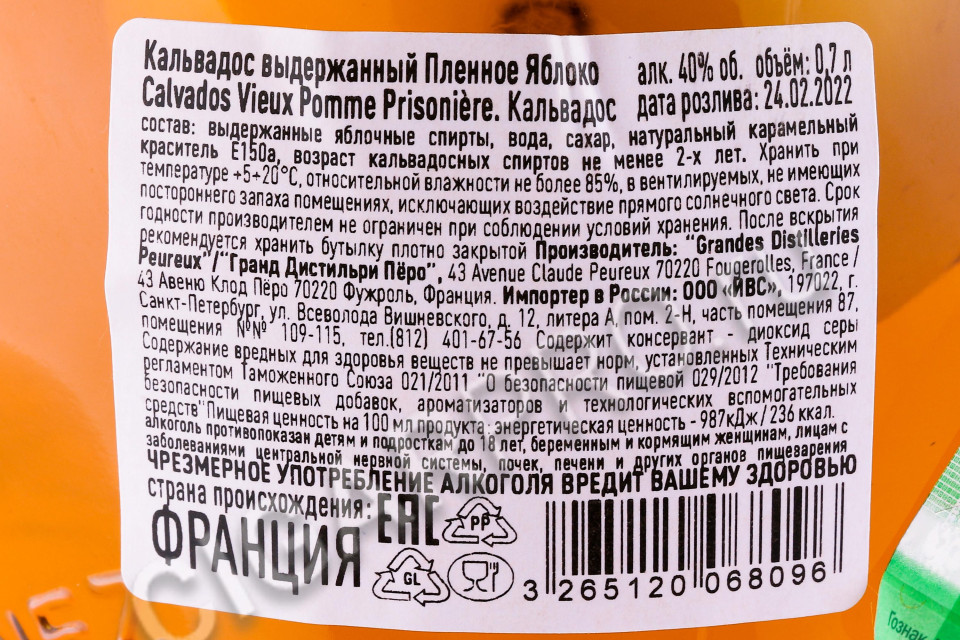 Кальвадос выдержанный Пленное Яблоко алк. 40% об. объём: 0,7 л
Calvados Vieux Pomme Prisonière. Кальвадос дата розлива: 24.02.2022
состав: выдержанные яблочные спирты, вода, сахар, натуральный карамельный
краситель Е150а, возраст кальвадосных спиртов не менее 2-х лет. Хранить при
температуре +5+20°С, относительной влажности не более 85%, в вентилируемых, не имеющих
постороннего запаха помещениях, исключающих воздействие прямого солнечного света. Срок
годности производителем не ограничен при соблюдении условий хранения. После вскрытия
рекомендуется хранить бутылку плотно закрытой Производитель: "Grandes Distilleries
Peureux"/"Гранд Дистильри Пёро", 43 Avenue Claude Peureux 70220 Fougerolles, France /
43 Авеню Клод Пёро 70220 Фужроль, Франция. Импортер в России: ООО «ЙВС», 197022, г.
Санкт-Петербург, ул. Всеволода Вишневского, д. 12, литера А, пом. 2-Н, часть помещения 87,
помещения №№ 109-115, тел.(812) 401-67-56 Содержит консервант - диоксид серы
Содержание вредных для здоровья веществ не превышает норм, установленных Техническим
регламентом Таможенного Союза 021/2011 "О безопасности пищевой 029/2012 "Требования
безопасности пищевых добавок, ароматизаторов и технологических вспомогательных
средств"Пищевая ценность на 100 мл продукта: энергетическая ценность - 987кДж/236 ккал.
алкоголь противопоказан детям и подросткам до 18 лет, беременным и кормящим женщинам, лицам с
заболеваниями центральной нервной системы, почек, печени и других органов пищеварения
ЧРЕЗМЕРНОЕ УПОТРЕБЛЕНИЕ АЛКОГОЛЯ ВРЕДИТ ВАШЕМУ ЗДОРОВЬЮ
страна происхождения:
ФРАНЦИЯ
EAC
PP
GL
3 265120 068096
Гознак